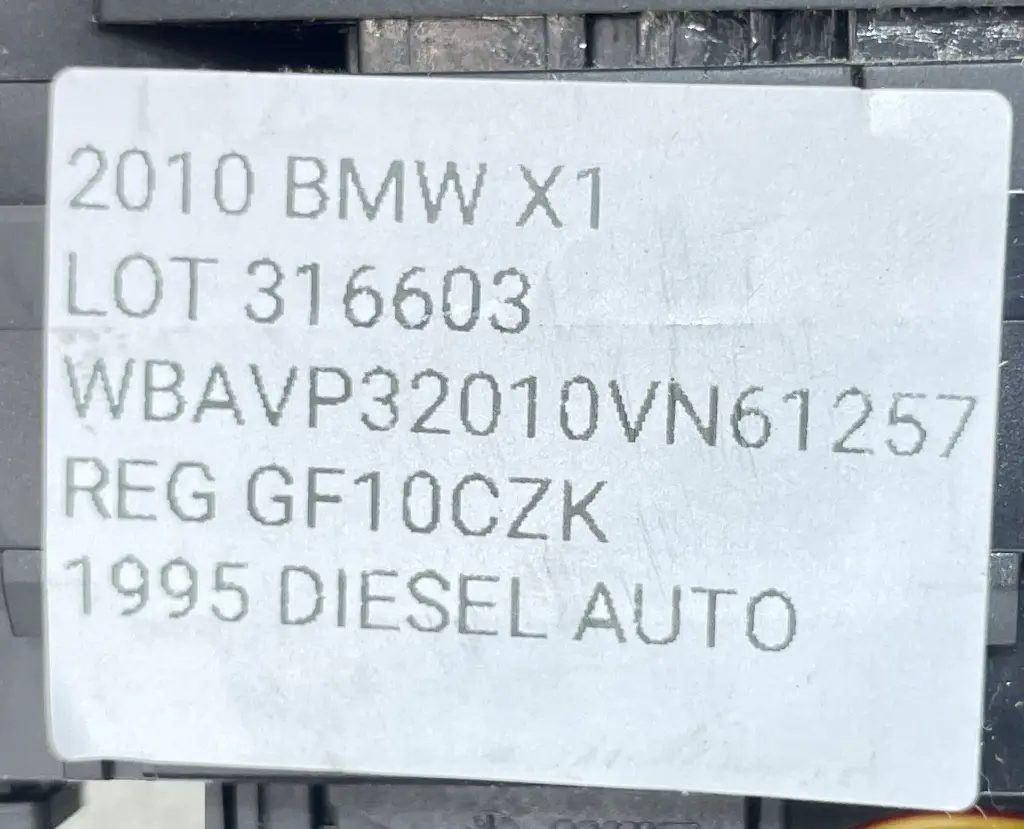 2010 BMW X1
LOT 316603
WBAVP32010VN61257
REG GF10CZK
1995 DIESEL AUTO